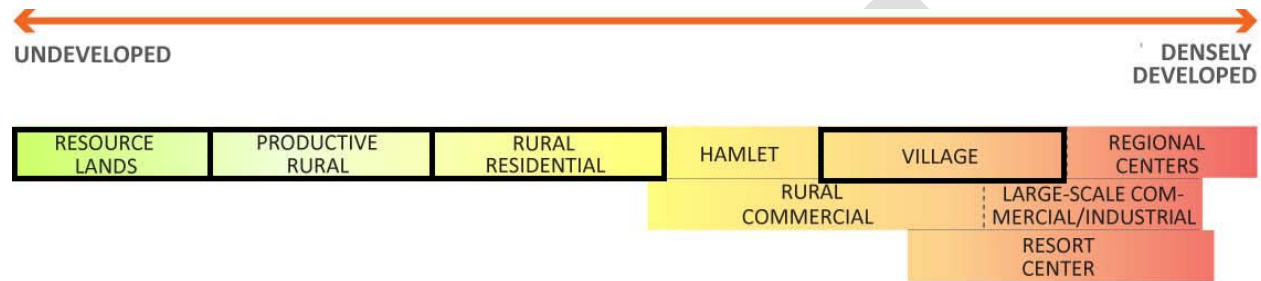 UNDEVELOPED
DENSELY
DEVELOPED
RESOURCE
LANDS
PRODUCTIVE
RURAL
RURAL
RESIDENTIAL
HAMLET
VILLAGE
REGIONAL
CENTERS
RURAL
COMMERCIAL
LARGE-SCALE COM-
MERCIAL/INDUSTRIAL
RESORT
CENTER